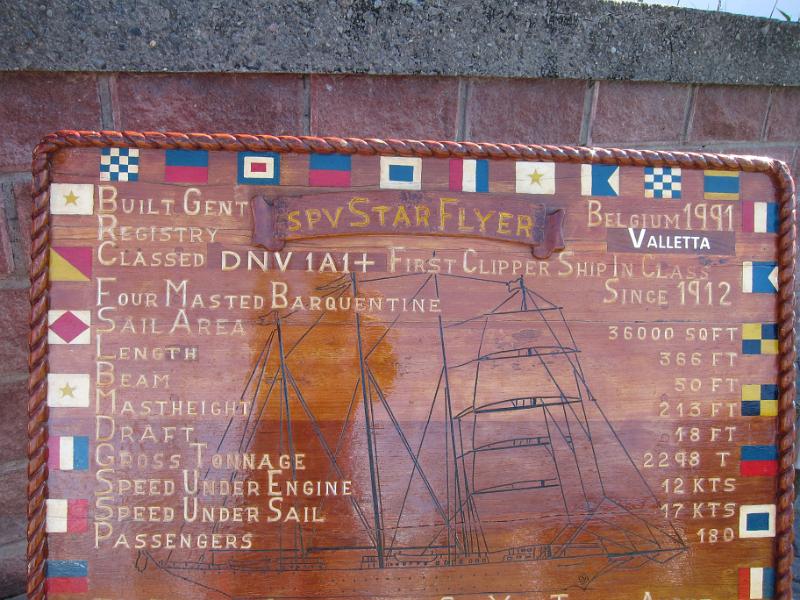 SPV STAR FLYER
BUILT GENT BELGIUM 1991
REGISTRY VALLETTA
CLASSED DNV 1A1+ FIRST CLIPPER SHIP IN CLASS
SINCE 1912
FOUR MASTED BARQUENTINE
SAIL AREA 36000 SQFT
LENGTH 366 FT
BEAM 50 FT
MASTHEIGHT 213 FT
DRAFT 18 FT
GROSS TONNAGE 2298 T
SPEED UNDER ENGINE 12 KTS
SPEED UNDER SAIL 17 KTS
PASSENGERS 180